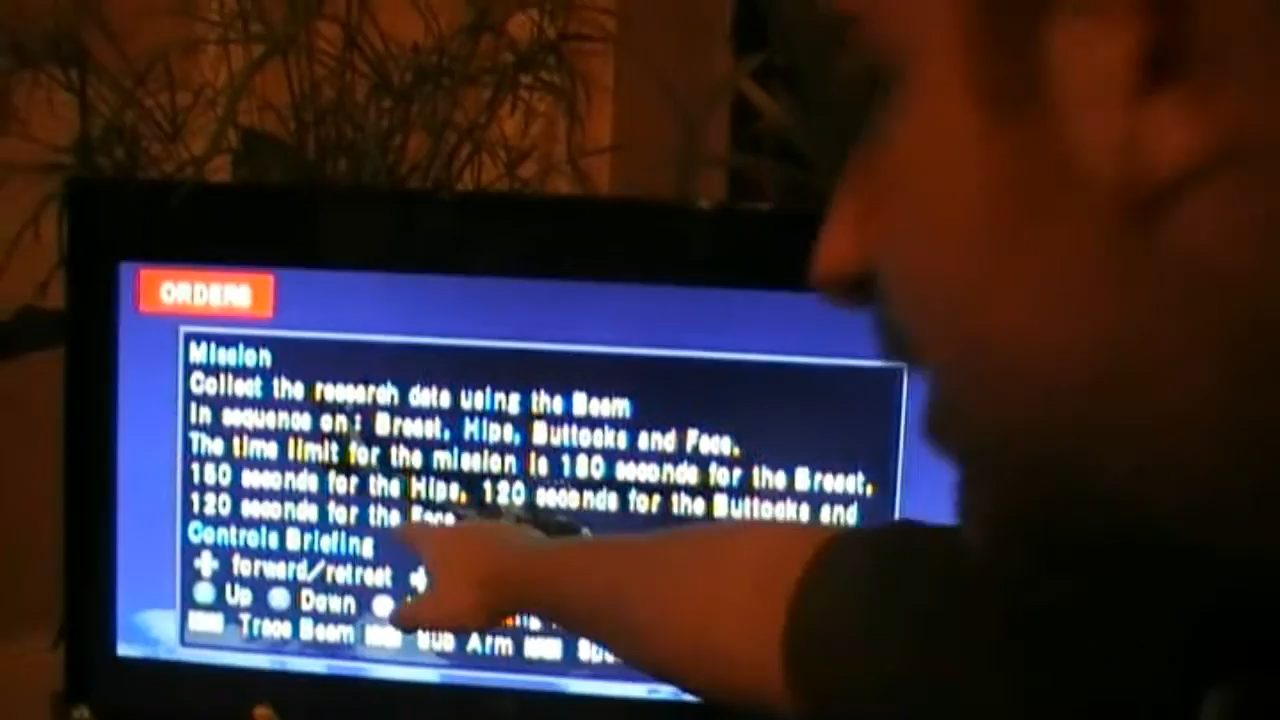 ORDERS
Mission
Collect the research data using the Beam
In sequence on: Breast, Hips, Buttocks and Face.
The time limit for the mission is 180 seconds for the Breast,
150 seconds for the Hips, 120 seconds for the Buttocks and
120 seconds for the Face
Controls Briefing
forward/retreat
Up Down
Trace Beam Sub Arm